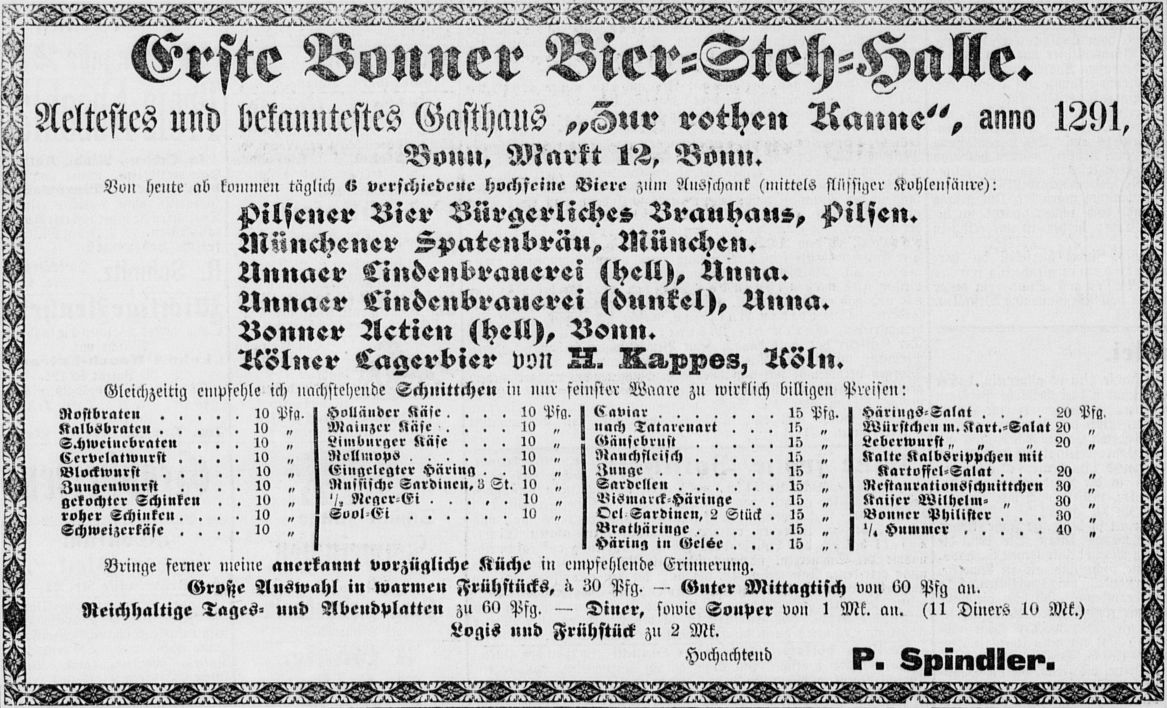 Erste Bonner Bier-Steh-Halle.
Aeltestes und bekanntestes Gasthaus „Zur rothen Kanne“, anno 1291,
Bonn, Markt 12, Bonn.
Von heute ab kommen täglich 6 verschiedene hochfeine Biere zum Ausschank (mittels flüssiger Kohlensäure):
Pilsener Bier Bürgerliches Brauhaus, Pilsen.
Münchener Spatenbräu, München.
Unnaer Lindenbrauerei (hell), Unna.
Unnaer Lindenbrauerei (dunkel), Unna.
Bonner Actien (hell), Bonn.
Kölner Lagerbier von H. Kappes, Köln.
Gleichzeitig empfehle ich nachstehende Schnittchen in nur feinster Waare zu wirklich billigen Preisen:
Rostbraten . . . . 10 Pfg.
Kalbsbraten . . . . 10 „
Schweinebraten 10 „
Cervelatwurst . . . 10 „
Blockwurst . . . 10 „
Zungenwurst . . . 10 „
gekochter Schinken . 10 „
roher Schinken . . . 10 „
Schweizerkäse . . . 10 „
Holländer Käse . . . . 10 Pfg.
Mainzer Käse . . . . 10 „
Limburger Käse . . . . 10 „
Rollmops . . . . 10 „
Eingelegter Häring . . . 10 „
Russische Sardinen, 3 St. 10 „
½ Neger-Ei . . . . 10 „
Sool-Ei . . . . . 10 „
Caviar . . . . 15 Pfg.
nach Tatarenart . . 15 „
Gänsebrust . . . 15 „
Rauchfleisch . . . 15 „
Zunge . . . . 15 „
Sardellen . . . . 15 „
Bismarck-Häringe . . 15 „
Oel-Sardinen, 2 Stück . 15 „
Brathäringe . . . . 15 „
Häring in Gelée . . 15 „
Härings-Salat . . . . 20 Pfg.
Würstchen m. Kart.-Salat 20 „
Leberwurst „ „ „ 20 „
Kalte Kalbsrippchen mit
Kartoffel-Salat . . . 20 „
Restaurationsschnittchen 30 „
Kaiser Wilhelm- „ 30 „
Bonner Philister „ 30 „
¼ Hummer . . . . 40 „
Bringe ferner meine anerkannt vorzügliche Küche in empfehlende Erinnerung.
Große Auswahl in warmen Frühstücks, à 30 Pfg. — Guter Mittagtisch von 60 Pfg an.
Reichhaltige Tages- und Abendplatten zu 60 Pfg. — Diner, sowie Souper von 1 Mk. an. (11 Diners 10 Mk.)
Logis und Frühstück zu 2 Mk.
Hochachtend
P. Spindler.